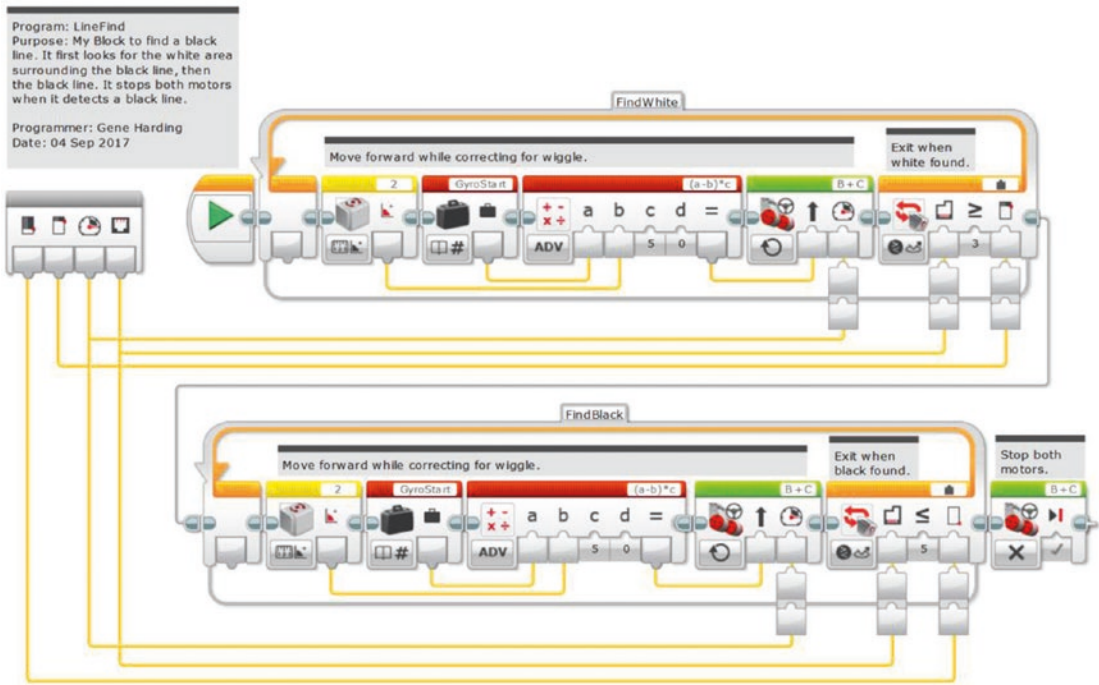 Program: LineFind
Purpose: My Block to find a black
line. It first looks for the white area
surrounding the black line, then
the black line. It stops both motors
when it detects a black line.
Programmer: Gene Harding
Date: 04 Sep 2017
FindWhite
Move forward while correcting for wiggle.
Exit when
white found.
2
GyroStart
(a-b)*c
B+C
+ - × ÷ a b c d =
≥
#
ADV
5 0
3
FindBlack
Move forward while correcting for wiggle.
Exit when
black found.
Stop both
motors.
2
GyroStart
(a-b)*c
B+C
B+C
+ - × ÷ a b c d =
≤
#
ADV
5 0
5